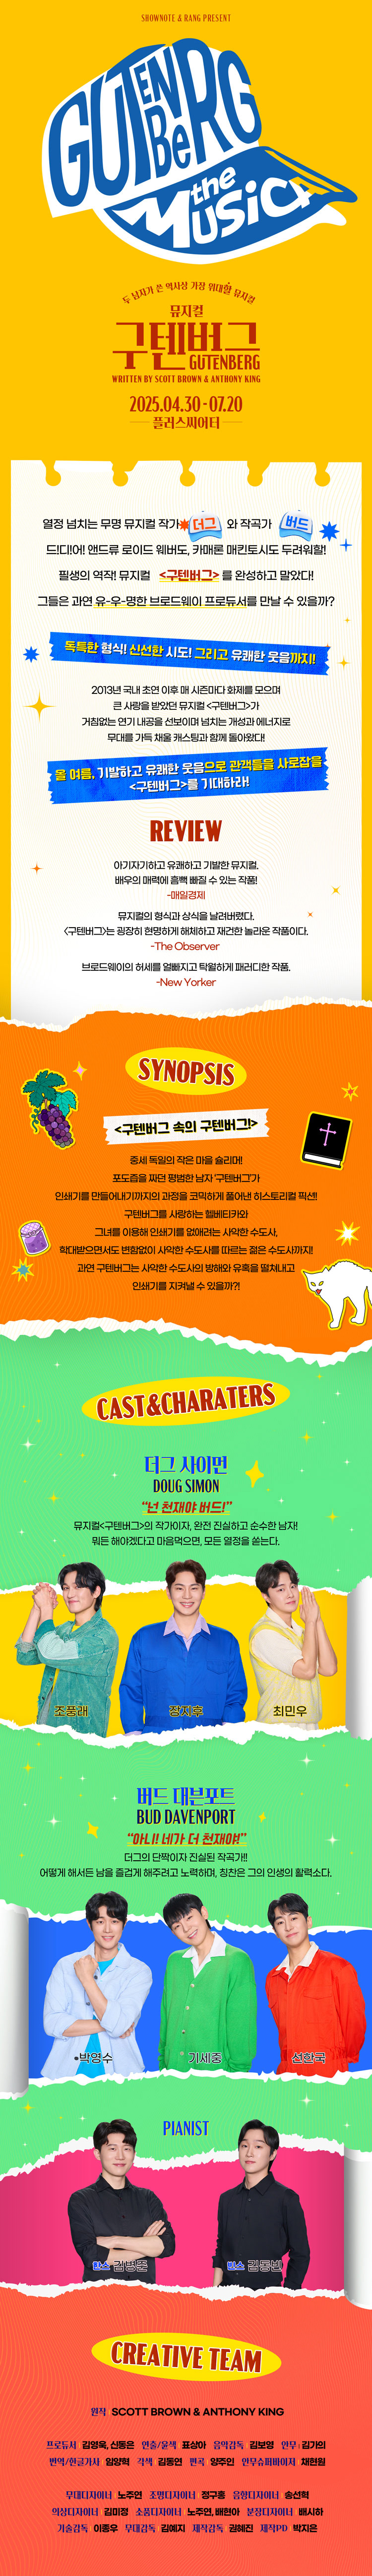 SHOWNOTE & RANG PRESENT
GUTENBERG
the
Musical
두 남자가 쓴 역사상 가장 위대할 뮤지컬
뮤지컬
구텐버그
GUTENBERG
WRITTEN BY SCOTT BROWN & ANTHONY KING
2025.04.30 - 07.20
플러스씨어터
열정 넘치는 무명 뮤지컬 작가 더그 와 작곡가 버드
드!디!어! 앤드류 로이드 웨버도, 카메론 매킨토시도 두려워할!
필생의 역작! 뮤지컬 <구텐버그> 를 완성하고 말았다!
그들은 과연 유-우-명한 브로드웨이 프로듀서를 만날 수 있을까?
독특한 형식! 신선한 시도! 그리고 유쾌한 웃음까지!
2013년 국내 초연 이후 매 시즌마다 화제를 모으며
큰 사랑을 받았던 뮤지컬 <구텐버그>가
거침없는 연기 내공을 선보이며 넘치는 개성과 에너지로
무대를 가득 채울 캐스팅과 함께 돌아왔다!
올 여름, 기발하고 유쾌한 웃음으로 관객들을 사로잡을
<구텐버그>를 기대하라!
REVIEW
아기자기하고 유쾌하고 기발한 뮤지컬.
배우의 매력에 흠뻑 빠질 수 있는 작품!
-매일경제
뮤지컬의 형식과 상식을 날려버렸다.
<구텐버그>는 굉장히 현명하게 해체하고 재건한 놀라운 작품이다.
-The Observer
브로드웨이의 허세를 얼빠지고 탁월하게 패러디한 작품.
-New Yorker
SYNOPSIS
<구텐버그 속의 구텐버그!>
중세 독일의 작은 마을 슐리머!
포도즙을 짜던 평범한 남자 '구텐버그'가
인쇄기를 만들어내기까지의 과정을 코믹하게 풀어낸 히스토리컬 픽션!
구텐버그를 사랑하는 헬베티카와
그녀를 이용해 인쇄기를 없애려는 사악한 수도사,
학대받으면서도 변함없이 사악한 수도사를 따르는 젊은 수도사까지!
과연 구텐버그는 사악한 수도사의 방해와 유혹을 떨쳐내고
인쇄기를 지켜낼 수 있을까?!
CAST&CHARATERS
더그 사이먼
DOUG SIMON
“넌 천재야 버드!”
뮤지컬<구텐버그>의 작가이자, 완전 진실하고 순수한 남자!
뭐든 해야겠다고 마음먹으면, 모든 열정을 쏟는다.
조풍래 정지후 최민우
버드 대븐포트
BUD DAVENPORT
“아니! 네가 더 천재야!”
더그의 단짝이자 진실된 작곡가!!
어떻게 해서든 남을 즐겁게 해주려고 노력하며, 칭찬은 그의 인생의 활력소다.
박영수 기세중 선한국
PIANIST
김병준 김동빈
CREATIVE TEAM
원작 SCOTT BROWN & ANTHONY KING
프로듀서 김영욱, 신동은 연출/윤색 표상아 음악감독 김보영 안무 김가의
번역/한글가사 임양혁 각색 김동연 편곡 양주인 안무슈퍼바이저 채현원
무대디자이너 노주연 조명디자이너 정구홍 음향디자이너 송선혁
의상디자이너 김미정 소품디자이너 노주연, 배현아 분장디자이너 배시하
기술감독 이종우 무대감독 김예지 제작감독 권혜진 제작PD 박지은